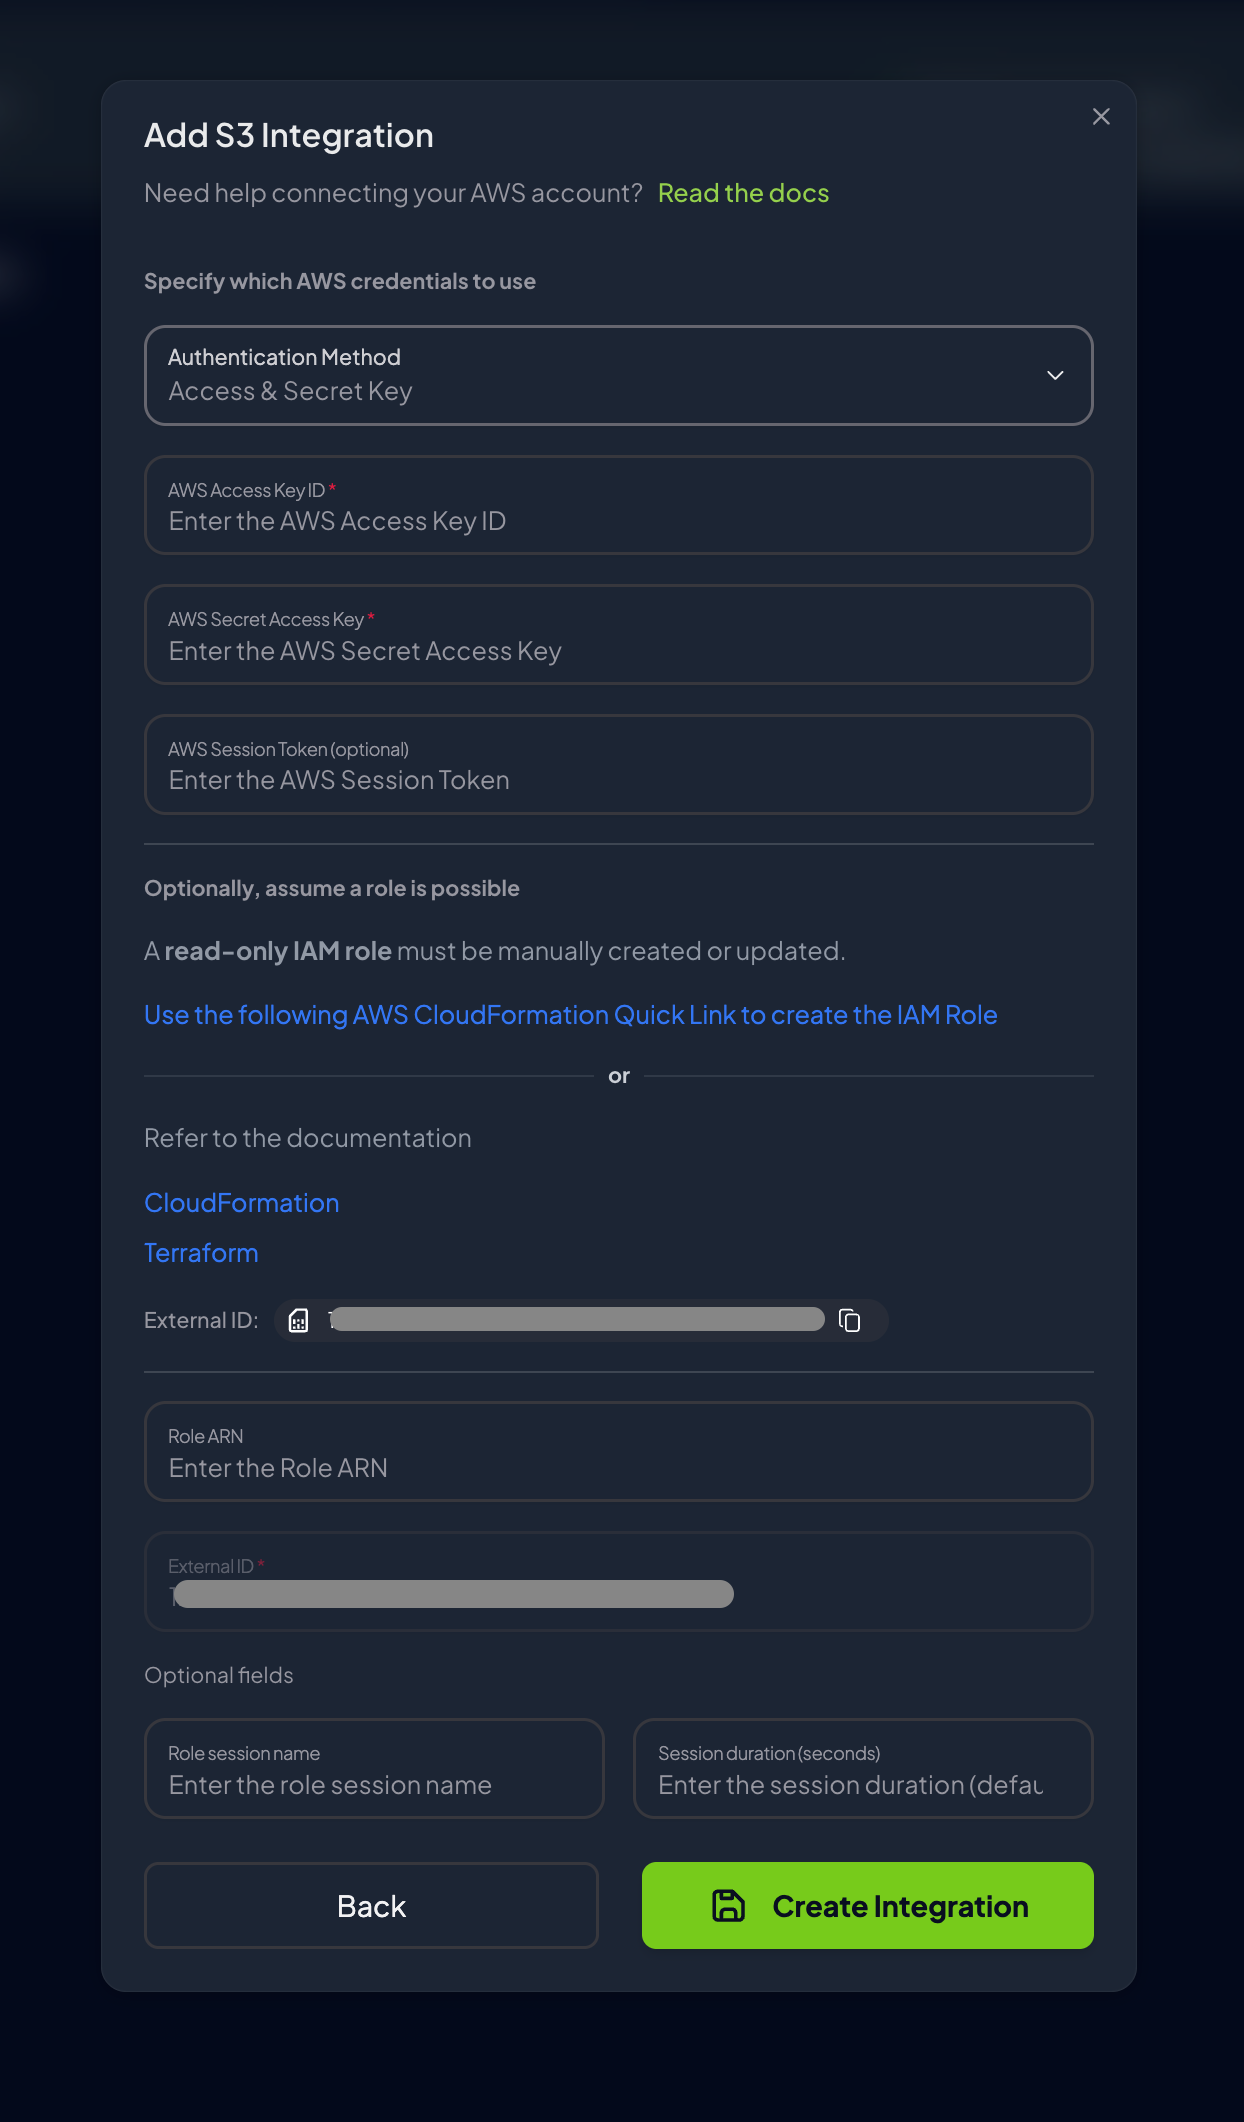 Add S3 Integration
Need help connecting your AWS account? Read the docs
Specify which AWS credentials to use
Authentication Method
Access & Secret Key
AWS Access Key ID *
Enter the AWS Access Key ID
AWS Secret Access Key *
Enter the AWS Secret Access Key
AWS Session Token (optional)
Enter the AWS Session Token
Optionally, assume a role is possible
A read-only IAM role must be manually created or updated.
Use the following AWS CloudFormation Quick Link to create the IAM Role
or
Refer to the documentation
CloudFormation
Terraform
External ID:
Role ARN
Enter the Role ARN
External ID *
Optional fields
Role session name
Enter the role session name
Session duration (seconds)
Enter the session duration (defau
Back
Create Integration